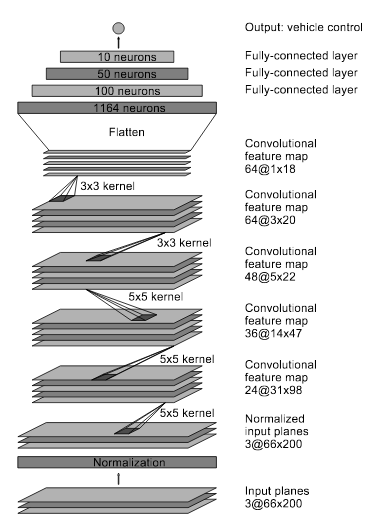 Output: vehicle control
10 neurons
Fully-connected layer
50 neurons
Fully-connected layer
100 neurons
Fully-connected layer
1164 neurons
Flatten
Convolutional
feature map
64@1x18
3x3 kernel
Convolutional
feature map
64@3x20
3x3 kernel
Convolutional
feature map
48@5x22
5x5 kernel
Convolutional
feature map
36@14x47
5x5 kernel
Convolutional
feature map
24@31x98
5x5 kernel
Normalized
input planes
3@66x200
Normalization
Input planes
3@66x200